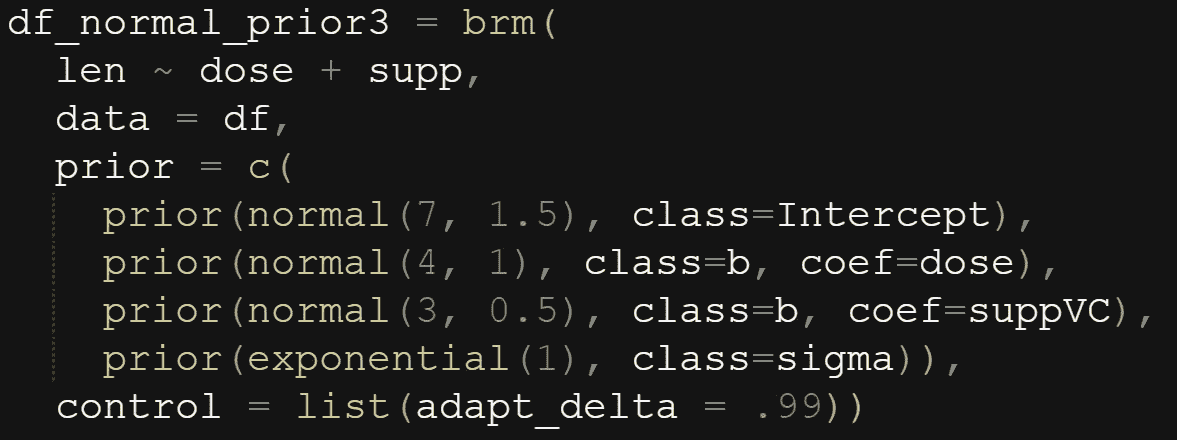 df_normal_prior3 = brm(
  len ~ dose + supp,
  data = df,
  prior = c(
    prior(normal(7, 1.5), class=Intercept),
    prior(normal(4, 1), class=b, coef=dose),
    prior(normal(3, 0.5), class=b, coef=suppVC),
    prior(exponential(1), class=sigma)),
  control = list(adapt_delta = .99))